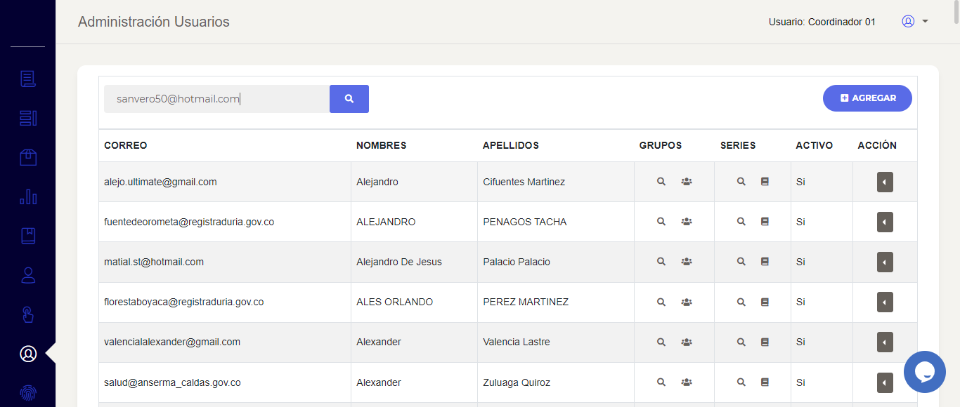 Administración Usuarios
Usuario: Coordinador 01
sanvero50@hotmail.com
AGREGAR
CORREO NOMBRES APELLIDOS GRUPOS SERIES ACTIVO ACCIÓN
alejo.ultimate@gmail.com Alejandro Cifuentes Martinez Si
fuentedeorometa@registraduria.gov.co ALEJANDRO PENAGOS TACHA Si
matial.st@hotmail.com Alejandro De Jesus Palacio Palacio Si
florestaboyaca@registraduria.gov.co ALES ORLANDO PEREZ MARTINEZ Si
valencialalexander@gmail.com Alexander Valencia Lastre Si
salud@anserma_caldas.gov.co Alexander Zuluaga Quiroz Si